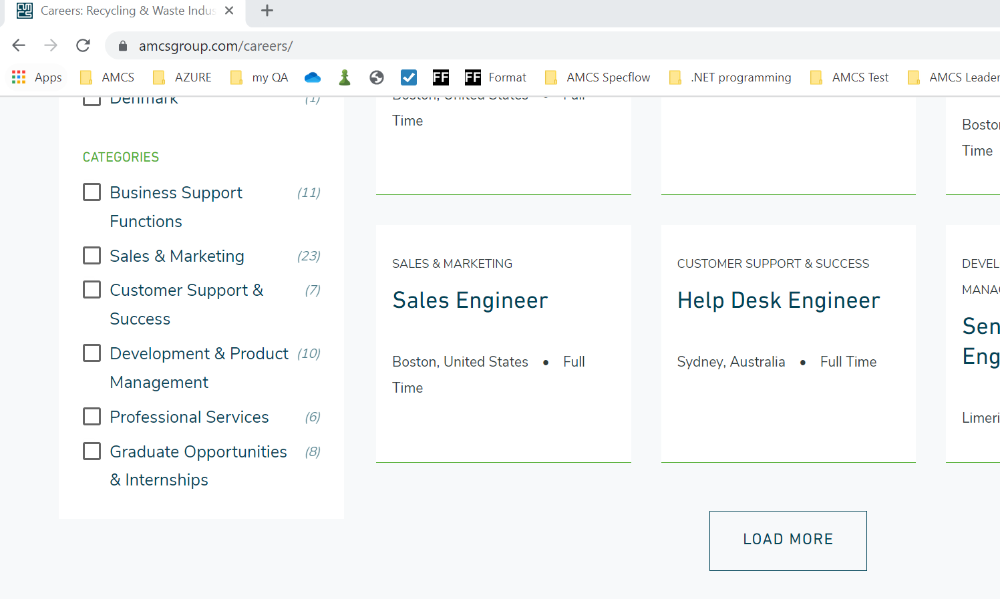 Careers: Recycling & Waste Indus
amcsgroup.com/careers/
Apps AMCS AZURE my QA FF FF Format AMCS Specflow .NET programming AMCS Test AMCS Leader
Denmark (1)
CATEGORIES
Business Support (11)
Functions
Sales & Marketing (23)
Customer Support & (7)
Success
Development & Product (10)
Management
Professional Services (6)
Graduate Opportunities (8)
& Internships
Boston, United States • Full
Time
Bosto
Time
SALES & MARKETING
Sales Engineer
Boston, United States • Full
Time
CUSTOMER SUPPORT & SUCCESS
Help Desk Engineer
Sydney, Australia • Full Time
DEVEL
MANAG
Sen
Eng
Limeri
LOAD MORE